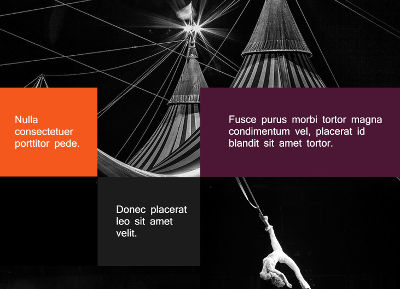 Nulla
consectetuer
porttitor pede.
Fusce purus morbi tortor magna
condimentum vel, placerat id
blandit sit amet tortor.
Donec placerat
leo sit amet
velit.